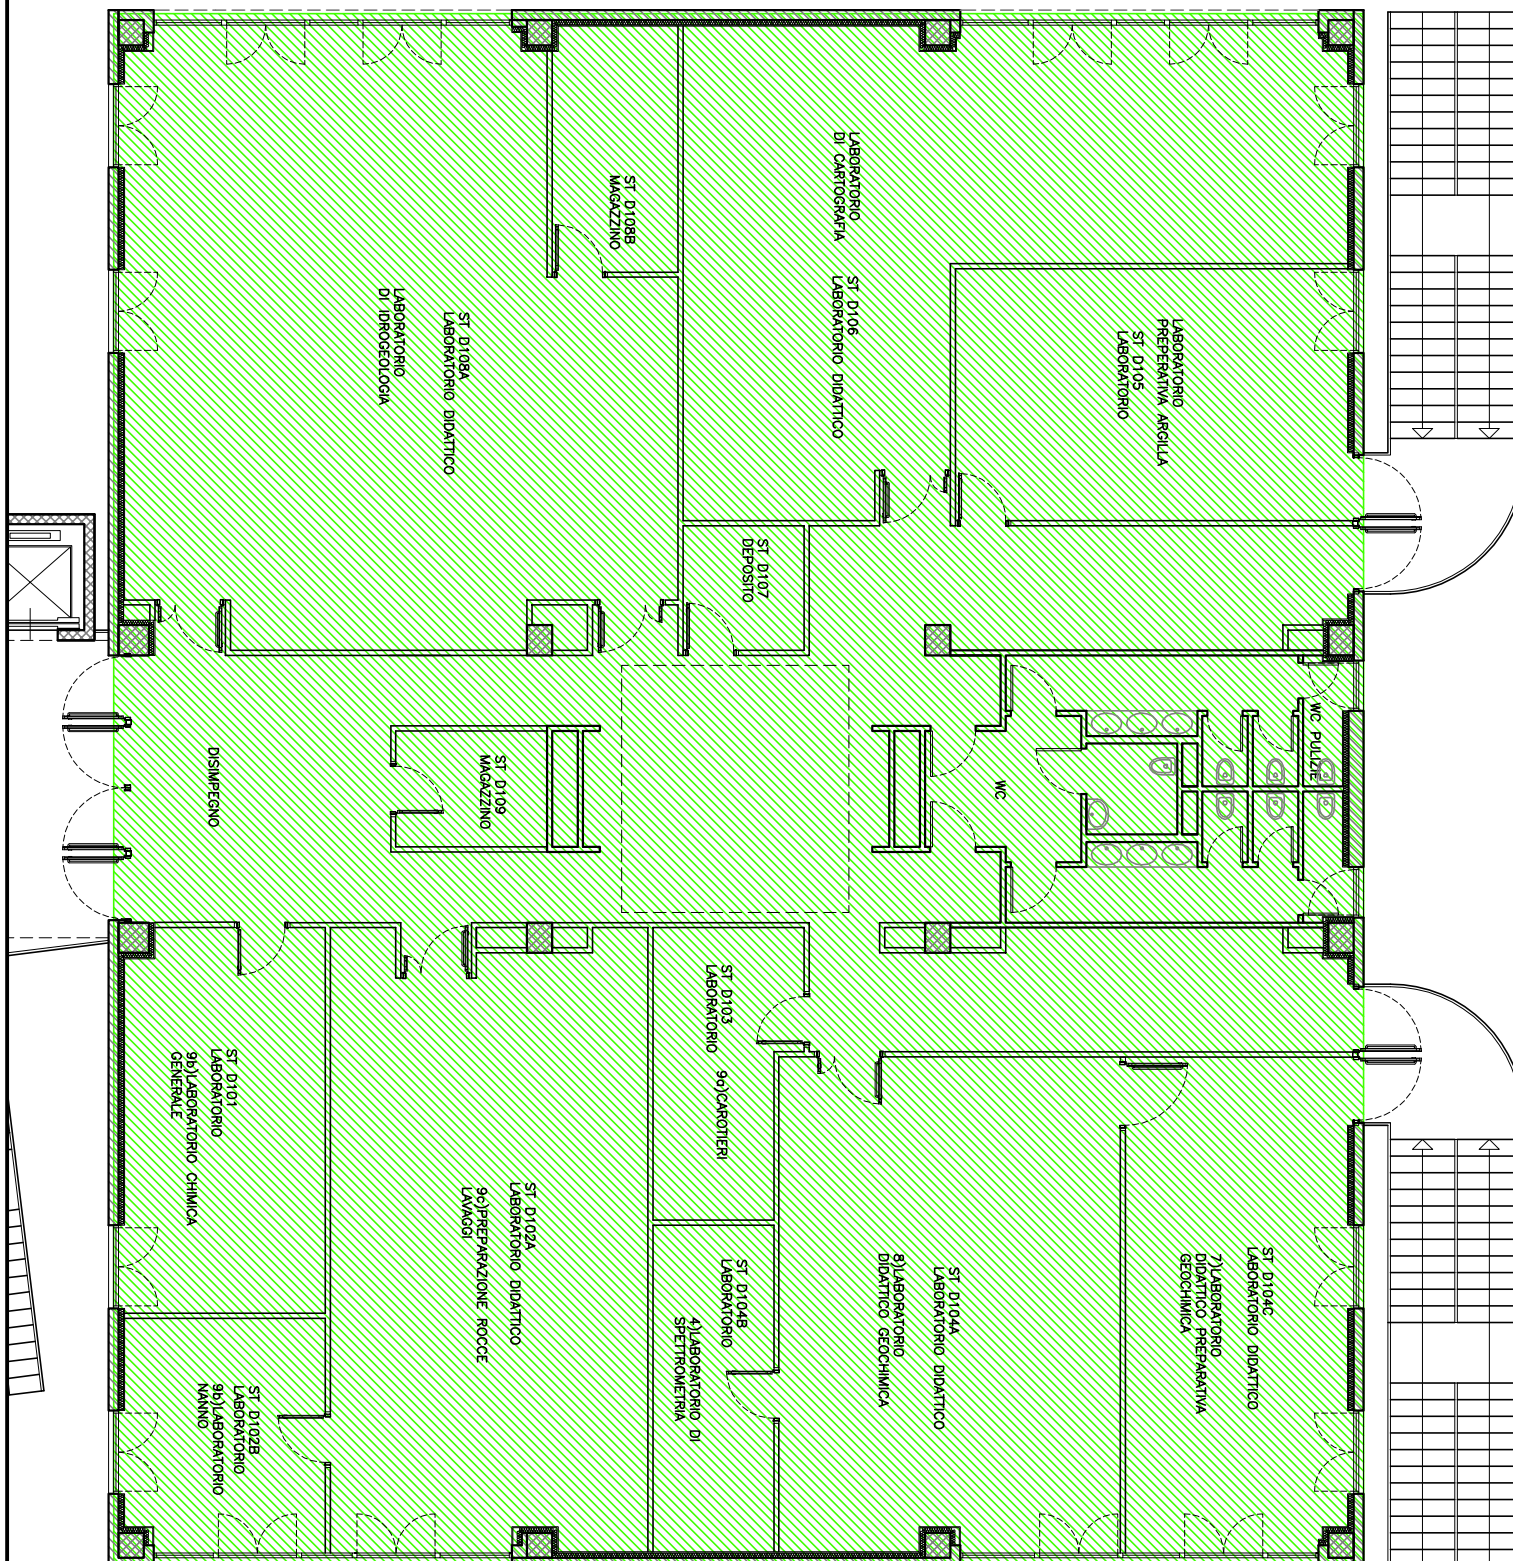 LABORATORIO
DI CARTOGRAFIA
ST D108B
MAGAZZINO
ST D106
LABORATORIO DIDATTICO
LABORATORIO
PREPERATIVA ARGILLA
ST D105
LABORATORIO
ST D108A
LABORATORIO DIDATTICO
LABORATORIO
DI IDROGEOLOGIA
ST D107
DEPOSITO
WC PULIZIE
WC
DISIMPEGNO
ST D109
MAGAZZINO
ST D103
LABORATORIO
9a)CAROTIERI
ST D101
LABORATORIO
9b)LABORATORIO CHIMICA
GENERALE
ST D102A
LABORATORIO DIDATTICO
9c)PREPARAZIONE ROCCE
LAVAGGI
ST D104B
LABORATORIO
4)LABORATORIO DI
SPETTROMETRIA
ST D104A
LABORATORIO DIDATTICO
8)LABORATORIO
DIDATTICO GEOCHIMICA
ST D104C
LABORATORIO DIDATTICO
7)LABORATORIO
DIDATTICO PREPARATIVA
GEOCHIMICA
ST D102B
LABORATORIO
9b)LABORATORIO
NANNO